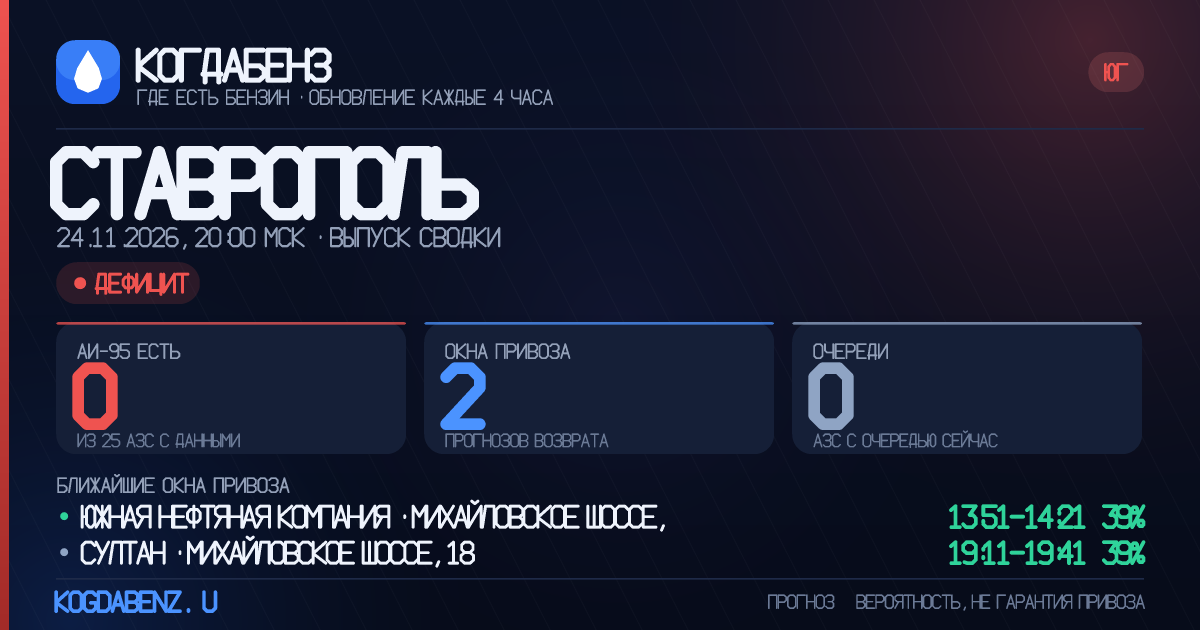 КОГДАБЕНЗ
ГДЕ ЕСТЬ БЕНЗИН · ОБНОВЛЕНИЕ КАЖДЫЕ 4 ЧАСА
ЮГ
СТАВРОПОЛЬ
24.11.2026, 20:00 МСК · ВЫПУСК СВОДКИ
• ДЕФИЦИТ
АИ-95 ЕСТЬ
0
ИЗ 25 АЗС С ДАННЫМИ
ОКНА ПРИВОЗА
2
ПРОГНОЗОВ ВОЗВРАТА
ОЧЕРЕДИ
0
АЗС С ОЧЕРЕДЬЮ СЕЙЧАС
БЛИЖАЙШИЕ ОКНА ПРИВОЗА
• ЮЖНАЯ НЕФТЯНАЯ КОМПАНИЯ · МИХАЙЛОВСКОЕ ШОССЕ, 13:51–14:21 39%
• СУЛТАН · МИХАЙЛОВСКОЕ ШОССЕ, 18 19:11–19:41 39%
KOGDABENZ. U
ПРОГНОЗ ВЕРОЯТНОСТЬ, НЕ ГАРАНТИЯ ПРИВОЗА